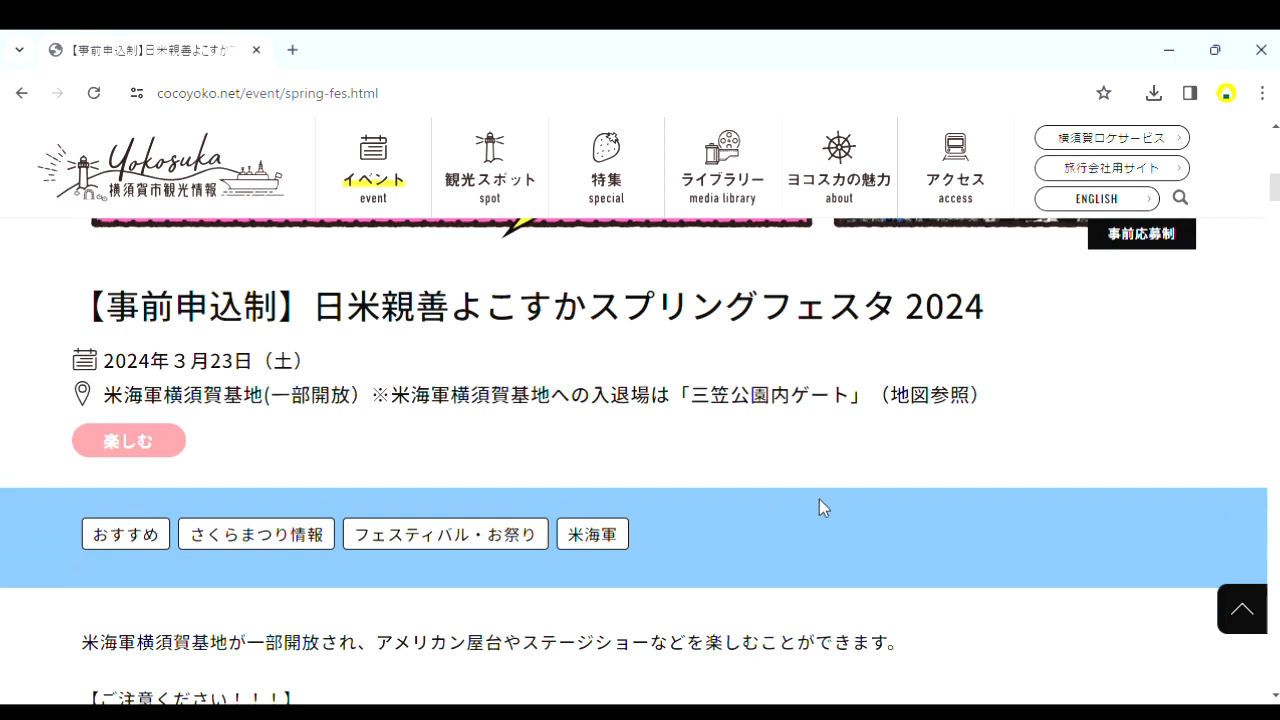 【事前申込制】日米親善よこすか
cocoyoko.net/event/spring-fes.html
Yokosuka
横須賀市観光情報
イベント
event
観光スポット
spot
特集
special
ライブラリー
media library
ヨコスカの魅力
about
アクセス
access
横須賀ロケサービス
旅行会社用サイト
ENGLISH
事前応募制
【事前申込制】日米親善よこすかスプリングフェスタ 2024
2024年３月23日（土）
米海軍横須賀基地(一部開放）※米海軍横須賀基地への入退場は「三笠公園内ゲート」（地図参照）
楽しむ
おすすめ
さくらまつり情報
フェスティバル・お祭り
米海軍
米海軍横須賀基地が一部開放され、アメリカン屋台やステージショーなどを楽しむことができます。
【ご注意ください！！！】